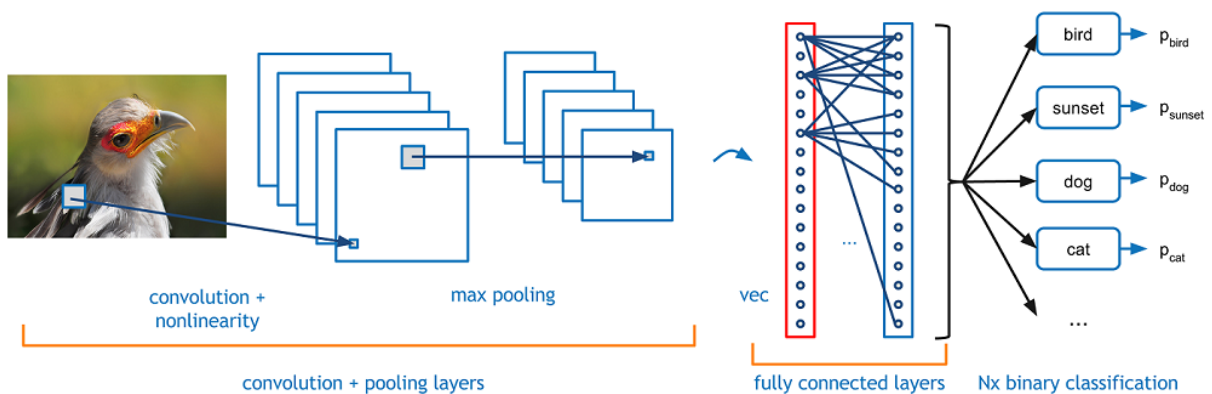 convolution +
nonlinearity
max pooling
convolution + pooling layers
vec
...
fully connected layers
bird
p_bird
sunset
p_sunset
dog
p_dog
cat
p_cat
...
Nx binary classification